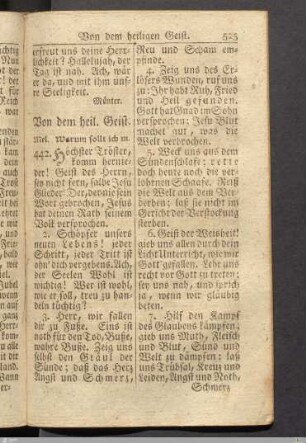 Von dem heiligen Geist. 525
erfreut uns deine Herr-
lichkeit? Hallelujah, der
Tag ist nah. Ach, wär
er da, und mit ihm uns-
re Seeligkeit.
Münter.
Von dem heil. Geist.
Mel. Warum sollt ich m.
442. Höchster Tröster,
komm hernie-
der! Geist des Herrn,
sey nicht fern, salbe Jesu
Glieder! Der, der nie sein
Wort gebrochen, Jesus
hat deinen Rath seinem
Volk versprochen.
2. Schöpfer unsers
neuen Lebens! jeder
Schritt, jeder Tritt ist
ohn' dich vergebens. Ach,
der Seelen Wohl ist
wichtig! Wer ist wohl,
wie er soll, treu zu han-
deln tüchtig!
3. Herr, wir fallen
dir zu Fuße. Eins ist
noth für den Tod, Buße,
wahre Buße. Zeig uns
selbst den Gräul der
Sünde; daß das Herz
Angst und Schmerz,
Reu und Schaam em-
pfinde.
4. Zeig uns des Er-
lösers Wunden, ruf uns
zu: Ihr habt Ruh, Fried
und Heil gefunden.
Gott hat Gnad im Sohn
versprochen; Jesu Blut
machet gut, was die
Welt verbrochen.
5. Weck uns aus dem
Sündenschlafe; rette
doch heute noch die ver-
lohrnen Schaafe. Reiß
die Welt aus dem Ver-
derben; laß sie nicht im
Gericht der Verstockung
sterben.
6. Geist der Weisheit!
gieb uns allen durch dein
Licht Unterricht, wie wir
Gott gefallen. Lehr uns
recht vor Gott zu treten;
sey uns nah, und sprich
ja, wenn wir gläubig
beten.
7. Hilf den Kampf
des Glaubens kämpfen;
gieb uns Muth, Fleisch
und Blut, Sünd und
Welt zu dämpfen; laß
uns Trübsal, Kreuz und
Leiden, Angst und Noth,
Schmerz